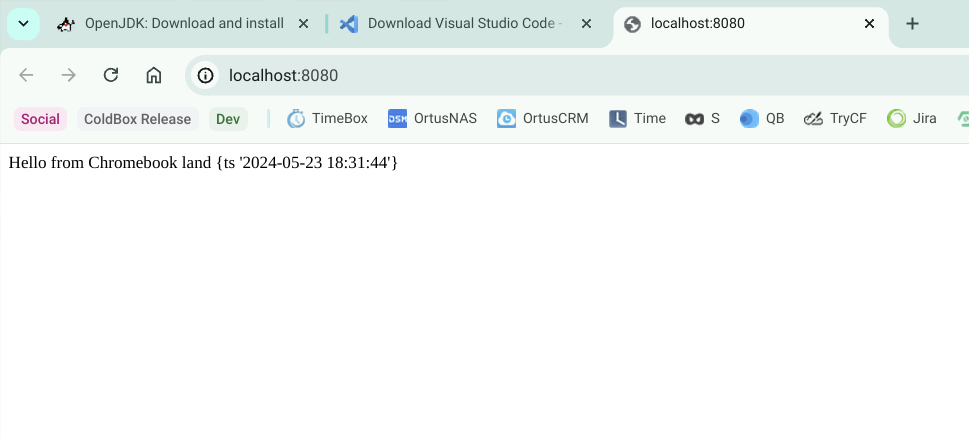 OpenJDK: Download and install
Download Visual Studio Code -
localhost:8080
localhost:8080
Social ColdBox Release Dev TimeBox JSM OrtusNAS OrtusCRM Time S QB TryCF Jira
Hello from Chromebook land {ts '2024-05-23 18:31:44'}